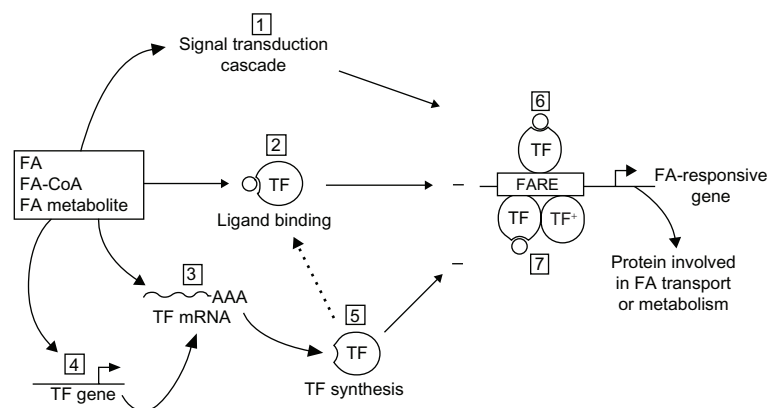 1
Signal transduction
cascade
FA
FA-CoA
FA metabolite
2
TF
Ligand binding
3
AAA
TF mRNA
4
TF gene
5
TF
TF synthesis
6
TF
FARE
TF
TF+
7
FA-responsive
gene
Protein involved
in FA transport
or metabolism